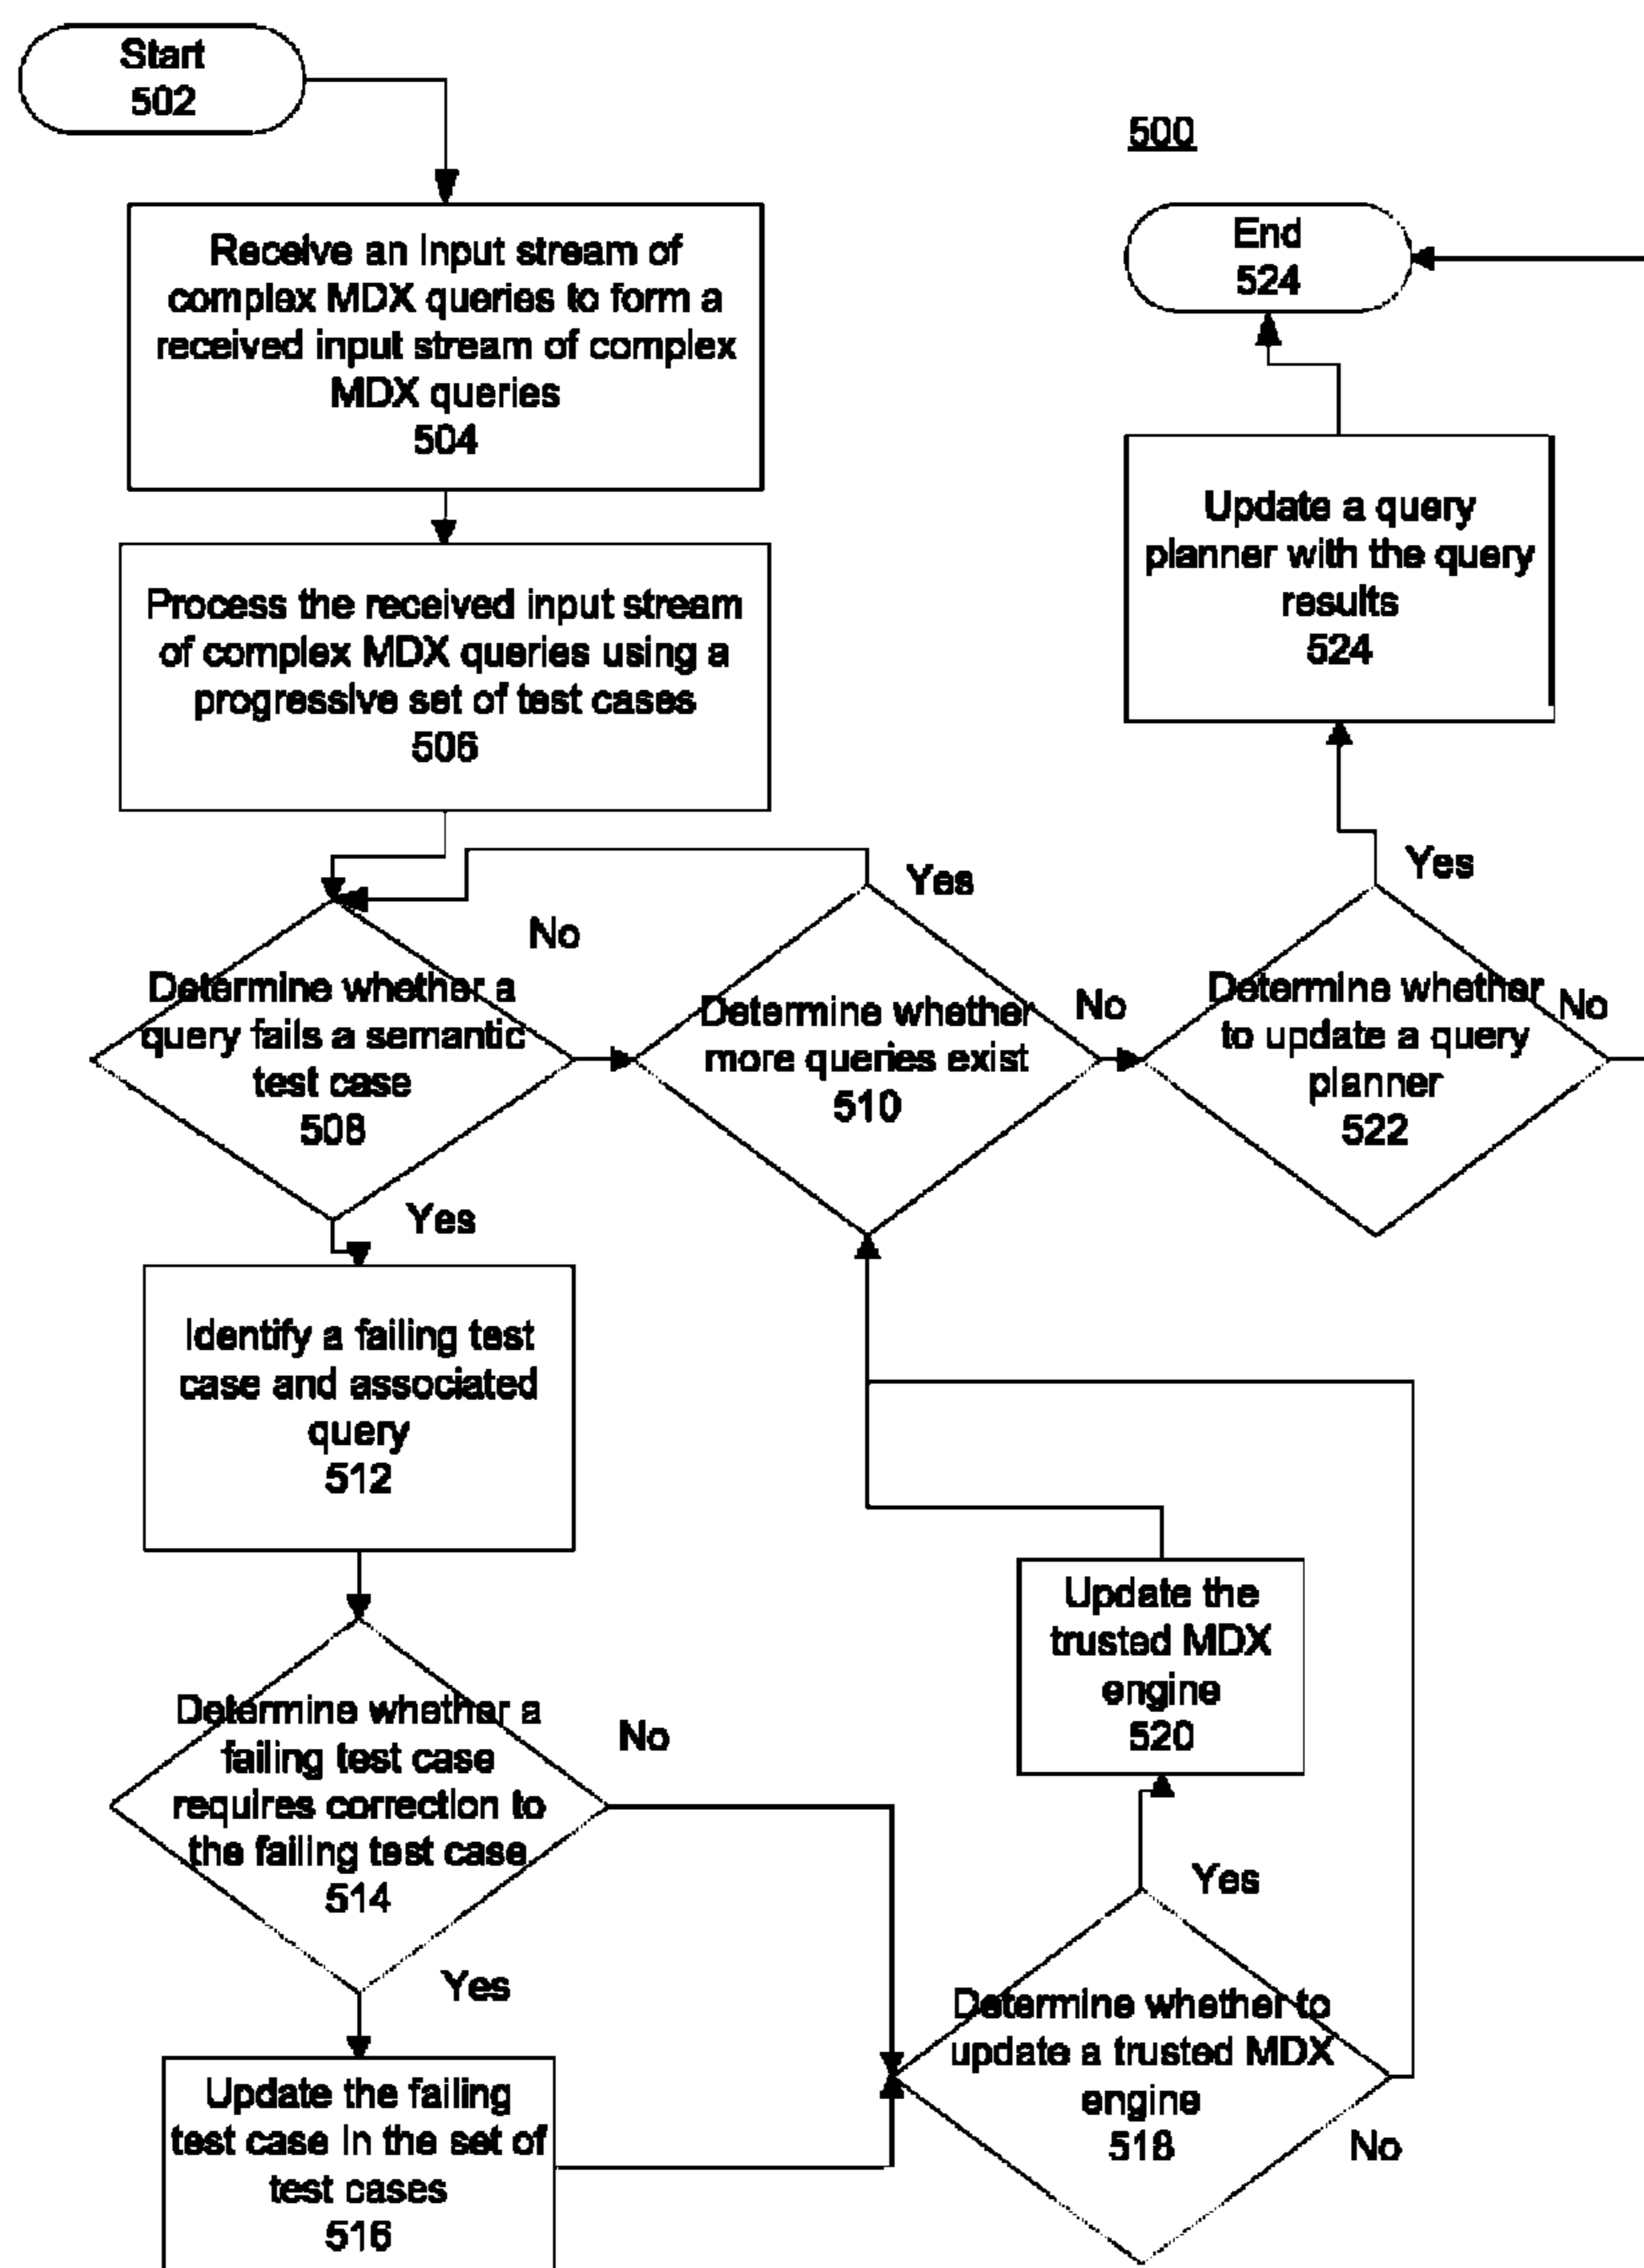 Start
502
500
Receive an input stream of
complex MDX queries to form a
received input stream of complex
MDX queries
504
End
524
Process the received input stream
of complex MDX queries using a
progressive set of test cases
506
Update a query
planner with the query
results
524
Yes
Yes
No
Determine whether a
query fails a semantic
test case
508
Determine whether
more queries exist
510
No
Determine whether
to update a query
planner
522
No
Yes
Identify a failing test
case and associated
query
512
Determine whether a
failing test case
requires correction to
the failing test case
514
No
Update the
trusted MDX
engine
520
Yes
Yes
Determine whether to
update a trusted MDX
engine
518
No
Update the failing
test case in the set of
test cases
516